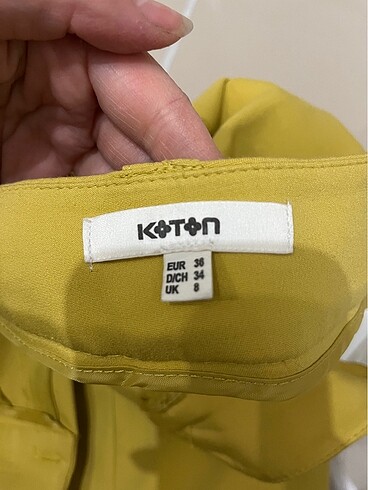 KOTON
EUR 36
D/CH 34
UK 8